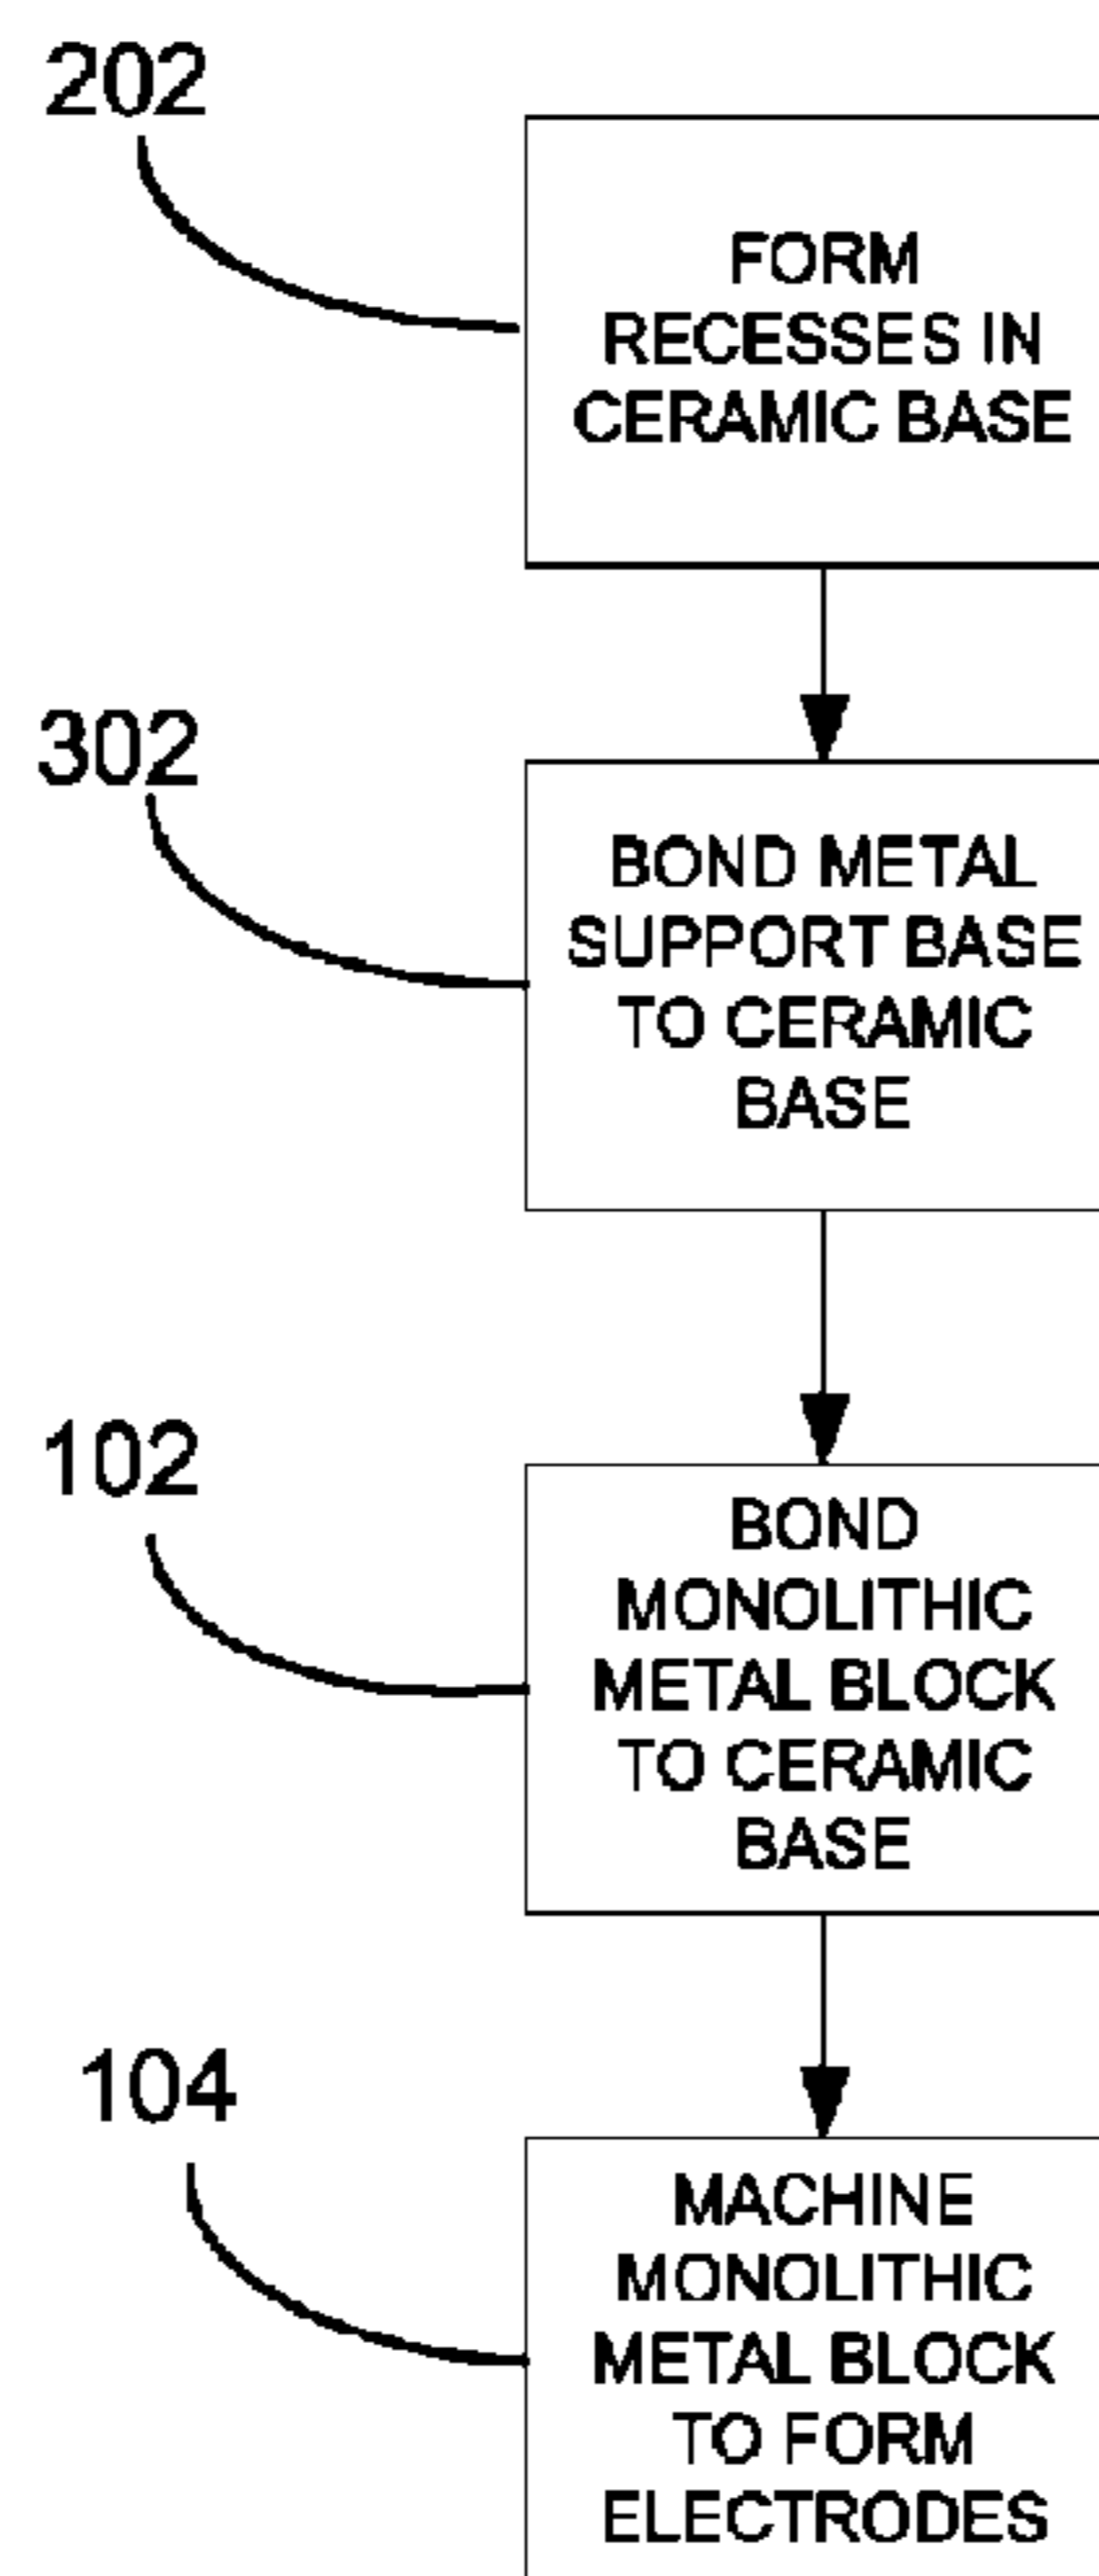 202
FORM
RECESSES IN
CERAMIC BASE
302
BOND METAL
SUPPORT BASE
TO CERAMIC
BASE
102
BOND
MONOLITHIC
METAL BLOCK
TO CERAMIC
BASE
104
MACHINE
MONOLITHIC
METAL BLOCK
TO FORM
ELECTRODES